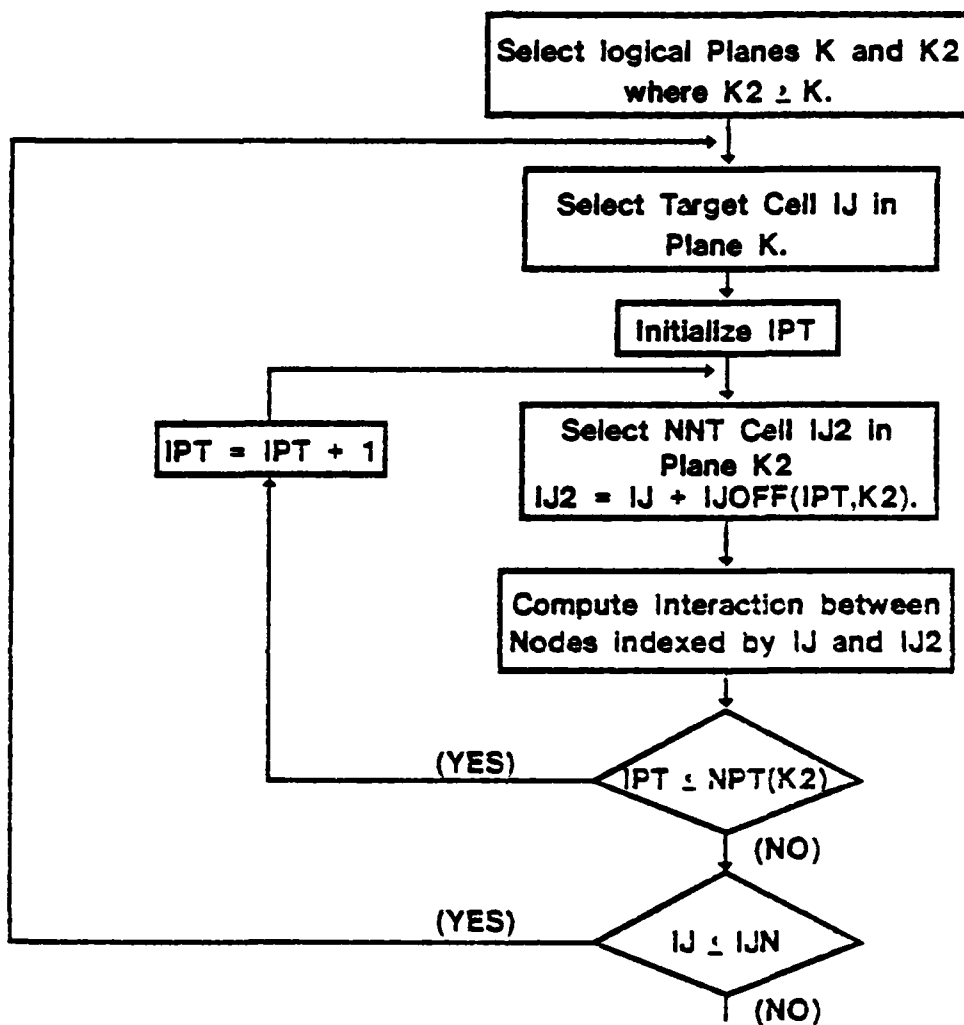 Select logical Planes K and K2
where K2 ≥ K.
Select Target Cell IJ in
Plane K.
Initialize IPT
IPT = IPT + 1
Select NNT Cell IJ2 in
Plane K2
IJ2 = IJ + IJOFF(IPT,K2).
Compute Interaction between
Nodes indexed by IJ and IJ2
(YES)
IPT ≤ NPT(K2)
(NO)
(YES)
IJ ≤ IJN
(NO)